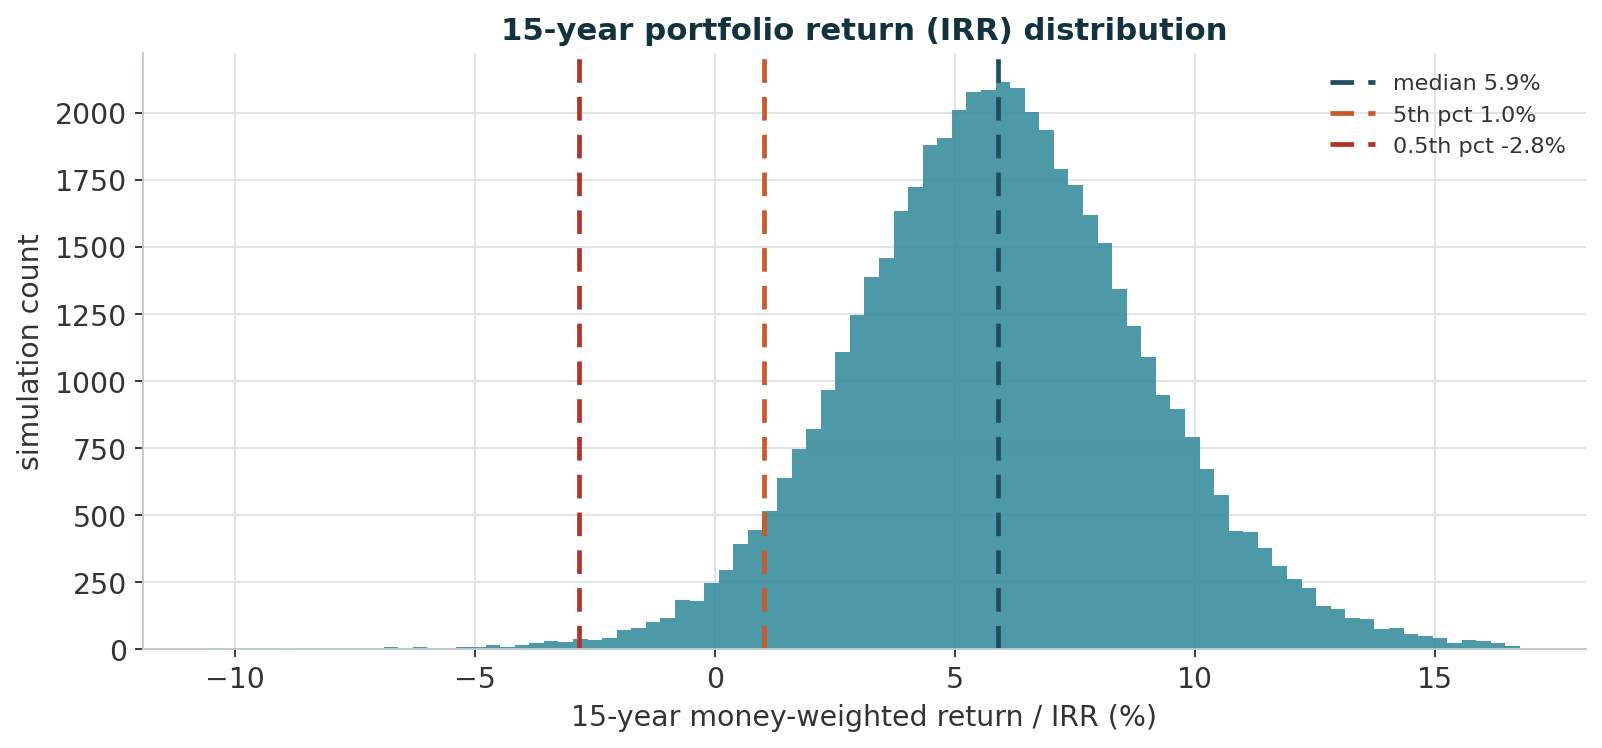 15-year portfolio return (IRR) distribution
median 5.9%
5th pct 1.0%
0.5th pct -2.8%
simulation count
2000
1750
1500
1250
1000
750
500
250
0
−10
−5
0
5
10
15
15-year money-weighted return / IRR (%)